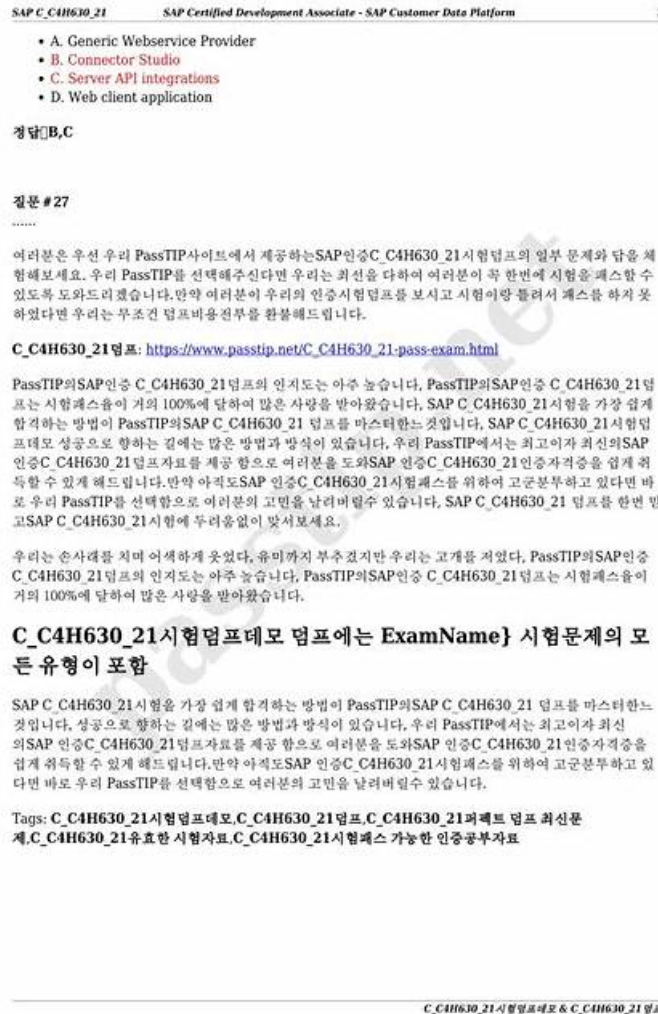 SAP C_C4H630_21 SAP Certified Development Associate - SAP Customer Data Platform
• A. Generic Webservice Provider
• B. Connector Studio
• C. Server API integrations
• D. Web client application
정답▯B,C
질문 # 27
......
여러분은 우선 우리 PassTIP사이트에서 제공하는SAP인증C_C4H630_21시험덤프의 일부 문제와 답을 체
험해보세요. 우리 PassTIP를 선택해주신다면 우리는 최선을 다하여 여러분이 꼭 한번에 시험을 패스할 수
있도록 도와드리겠습니다.만약 여러분이 우리의 인증시험덤프를 보시고 시험이랑 틀려서 패스를 하지 못
하였다면 우리는 무조건 덤프비용전부를 환불해드립니다.
C_C4H630_21덤프: https://www.passtip.net/C_C4H630_21-pass-exam.html
PassTIP의SAP인증 C_C4H630_21덤프의 인지도는 아주 높습니다, PassTIP의SAP인증 C_C4H630_21덤
프는 시험패스율이 거의 100%에 달하여 많은 사랑을 받아왔습니다, SAP C_C4H630_21시험을 가장 쉽게
합격하는 방법이 PassTIP의SAP C_C4H630_21 덤프를 마스터한느것입니다, SAP C_C4H630_21시험덤
프데모 성공으로 향하는 길에는 많은 방법과 방식이 있습니다, 우리 PassTIP에서는 최고이자 최신의SAP
인증C_C4H630_21덤프자료를 제공 함으로 여러분을 도와SAP 인증C_C4H630_21인증자격증을 쉽게 취
득할 수 있게 해드립니다.만약 아직도SAP 인증C_C4H630_21시험패스를 위하여 고군분투하고 있다면 바
로 우리 PassTIP를 선택함으로 여러분의 고민을 날려버릴수 있습니다, SAP C_C4H630_21 덤프를 한번 믿
고SAP C_C4H630_21시험에 두려움없이 맞서보세요.
우리는 손사래를 치며 어색하게 웃었다, 유미까지 부추겼지만 우리는 고개를 저었다, PassTIP의SAP인증
C_C4H630_21덤프의 인지도는 아주 높습니다, PassTIP의SAP인증 C_C4H630_21덤프는 시험패스율이
거의 100%에 달하여 많은 사랑을 받아왔습니다.
C_C4H630_21시험덤프데모 덤프에는 ExamName} 시험문제의 모
든 유형이 포함
SAP C_C4H630_21시험을 가장 쉽게 합격하는 방법이 PassTIP의SAP C_C4H630_21 덤프를 마스터한느
것입니다, 성공으로 향하는 길에는 많은 방법과 방식이 있습니다, 우리 PassTIP에서는 최고이자 최신
의SAP 인증C_C4H630_21덤프자료를 제공 함으로 여러분을 도와SAP 인증C_C4H630_21인증자격증을
쉽게 취득할 수 있게 해드립니다.만약 아직도SAP 인증C_C4H630_21시험패스를 위하여 고군분투하고 있
다면 바로 우리 PassTIP를 선택함으로 여러분의 고민을 날려버릴수 있습니다.
Tags: C_C4H630_21시험덤프데모,C_C4H630_21덤프,C_C4H630_21퍼펙트 덤프 최신문
제,C_C4H630_21유효한 시험자료,C_C4H630_21시험패스 가능한 인증공부자료
C_C4H630_21시험덤프데모 & C_C4H630_21덤프